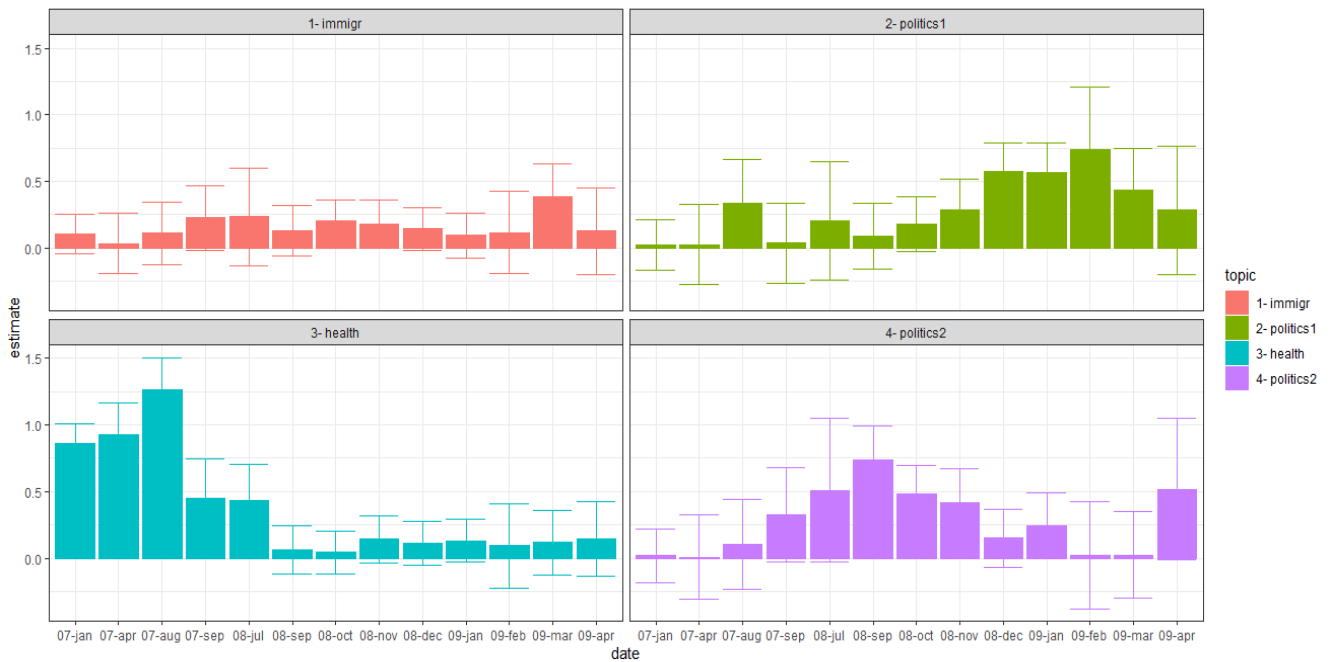 1- immigr
2- politics1
1.5
1.0
0.5
0.0
3- health
4- politics2
1.5
1.0
0.5
0.0
07-jan 07-apr 07-aug 07-sep 08-jul 08-sep 08-oct 08-nov 08-dec 09-jan 09-feb 09-mar 09-apr
07-jan 07-apr 07-aug 07-sep 08-jul 08-sep 08-oct 08-nov 08-dec 09-jan 09-feb 09-mar 09-apr
date
estimate
topic
1- immigr
2- politics1
3- health
4- politics2